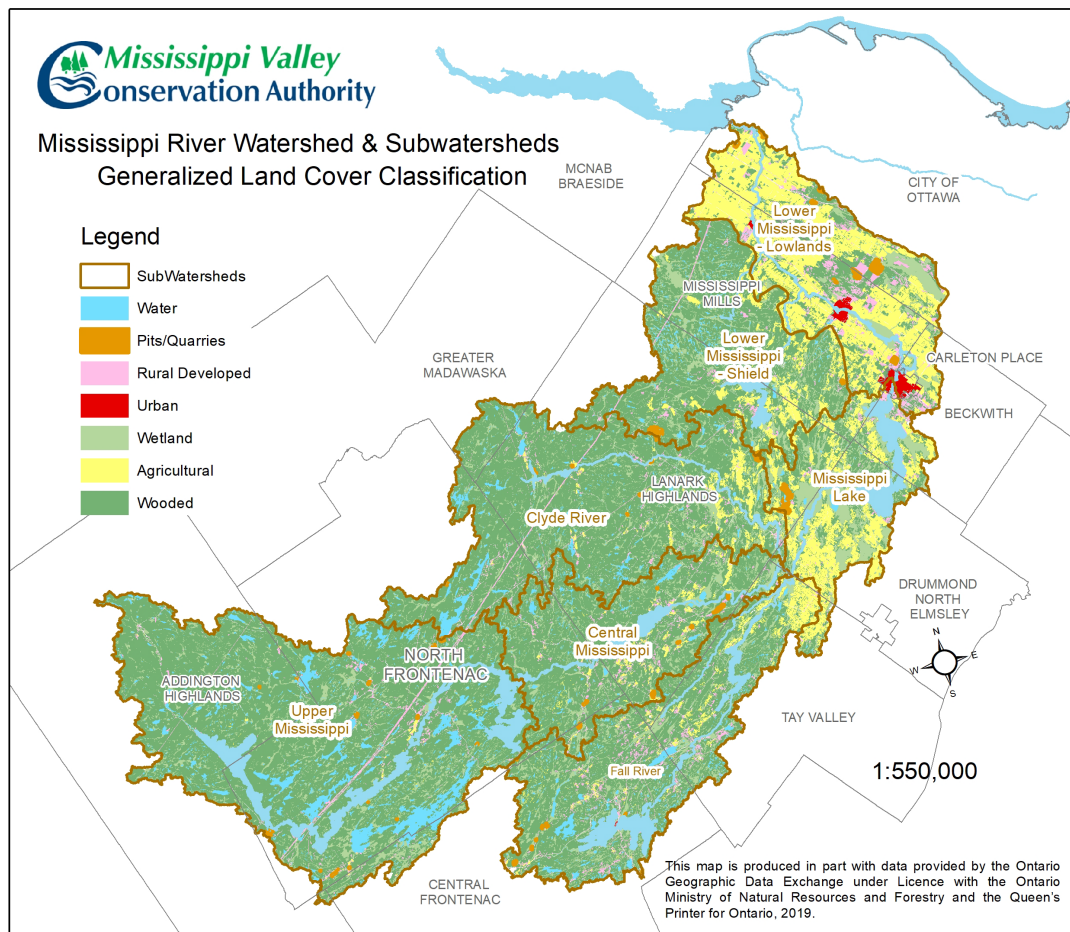 Mississippi Valley
Conservation Authority
Mississippi River Watershed & Subwatersheds
Generalized Land Cover Classification
MCNAB
BRAESIDE
CITY OF
OTTAWA
Legend
SubWatersheds
Water
Pits/Quarries
Rural Developed
Urban
Wetland
Agricultural
Wooded
Lower
Mississippi
- Lowlands
MISSISSIPPI
MILLS
GREATER
MADAWASKA
Lower
Mississippi
- Shield
CARLETON PLACE
BECKWITH
LANARK
HIGHLANDS
Mississippi
Lake
Clyde River
DRUMMOND
NORTH
ELMSLEY
Central
Mississippi
NORTH
FRONTENAC
N
E
W
S
ADDINGTON
HIGHLANDS
Upper
Mississippi
TAY VALLEY
Fall River
1:550,000
CENTRAL
FRONTENAC
This map is produced in part with data provided by the Ontario
Geographic Data Exchange under Licence with the Ontario
Ministry of Natural Resources and Forestry and the Queen's
Printer for Ontario, 2019.